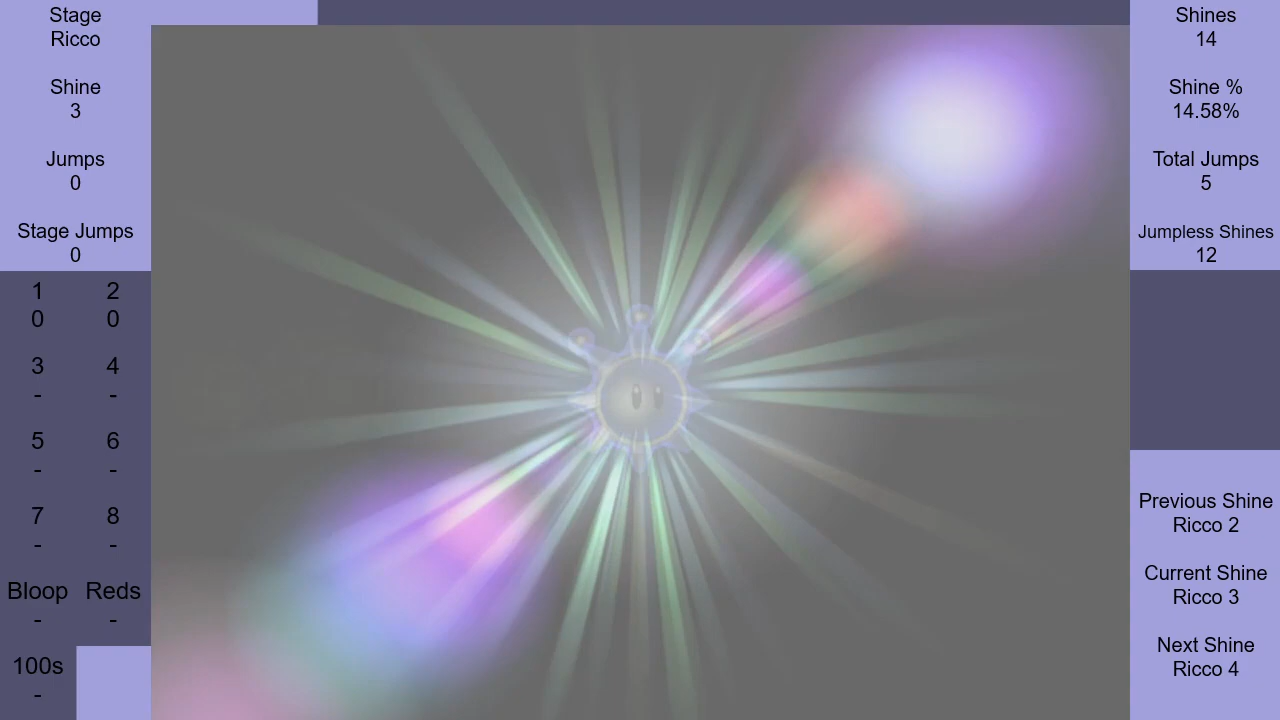 Stage
Ricco
Shine
3
Jumps
0
Stage Jumps
0
1 2
0 0
3 4
- -
5 6
- -
7 8
- -
Bloop Reds
- -
100s
-
Shines
14
Shine %
14.58%
Total Jumps
5
Jumpless Shines
12
Previous Shine
Ricco 2
Current Shine
Ricco 3
Next Shine
Ricco 4